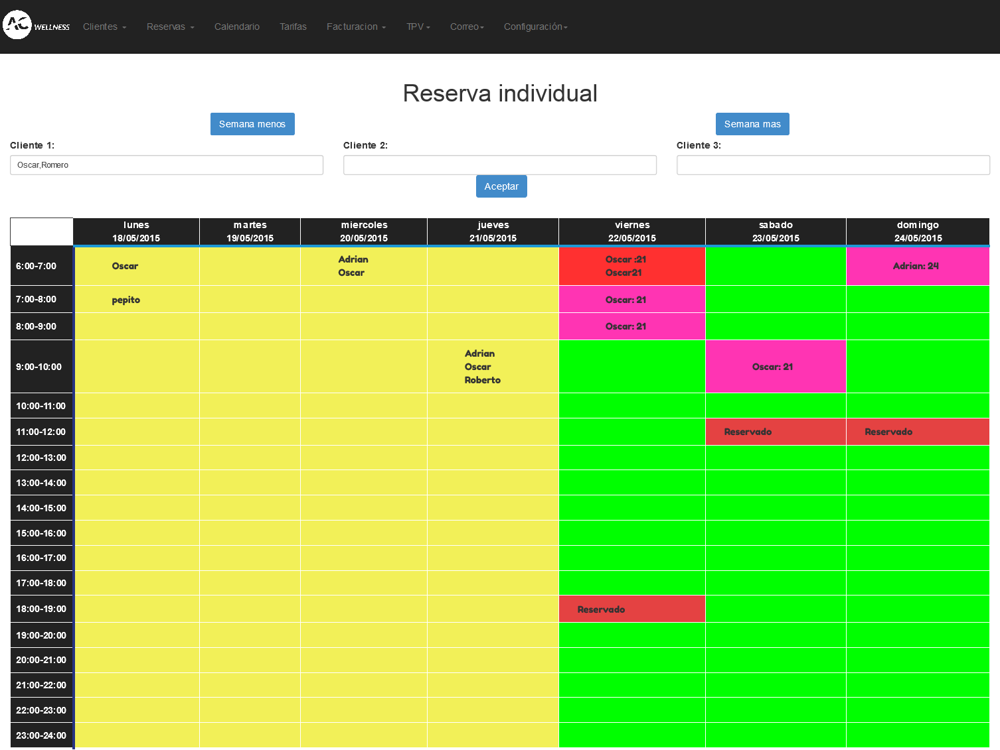 AC WELLNESS Clientes Reservas Calendario Tarifas Facturacion TPV Correo Configuración
Reserva individual
Semana menos Semana mas
Cliente 1: Cliente 2: Cliente 3:
Oscar,Romero
Aceptar
lunes martes miercoles jueves viernes sabado domingo
18/05/2015 19/05/2015 20/05/2015 21/05/2015 22/05/2015 23/05/2015 24/05/2015
Adrian Oscar :21
6:00-7:00 Oscar Adrian: 24
Oscar Oscar21
7:00-8:00 pepito Oscar: 21
8:00-9:00 Oscar: 21
Adrian
9:00-10:00 Oscar Oscar: 21
Roberto
10:00-11:00
11:00-12:00 Reservado Reservado
12:00-13:00
13:00-14:00
14:00-15:00
15:00-16:00
16:00-17:00
17:00-18:00
18:00-19:00 Reservado
19:00-20:00
20:00-21:00
21:00-22:00
22:00-23:00
23:00-24:00